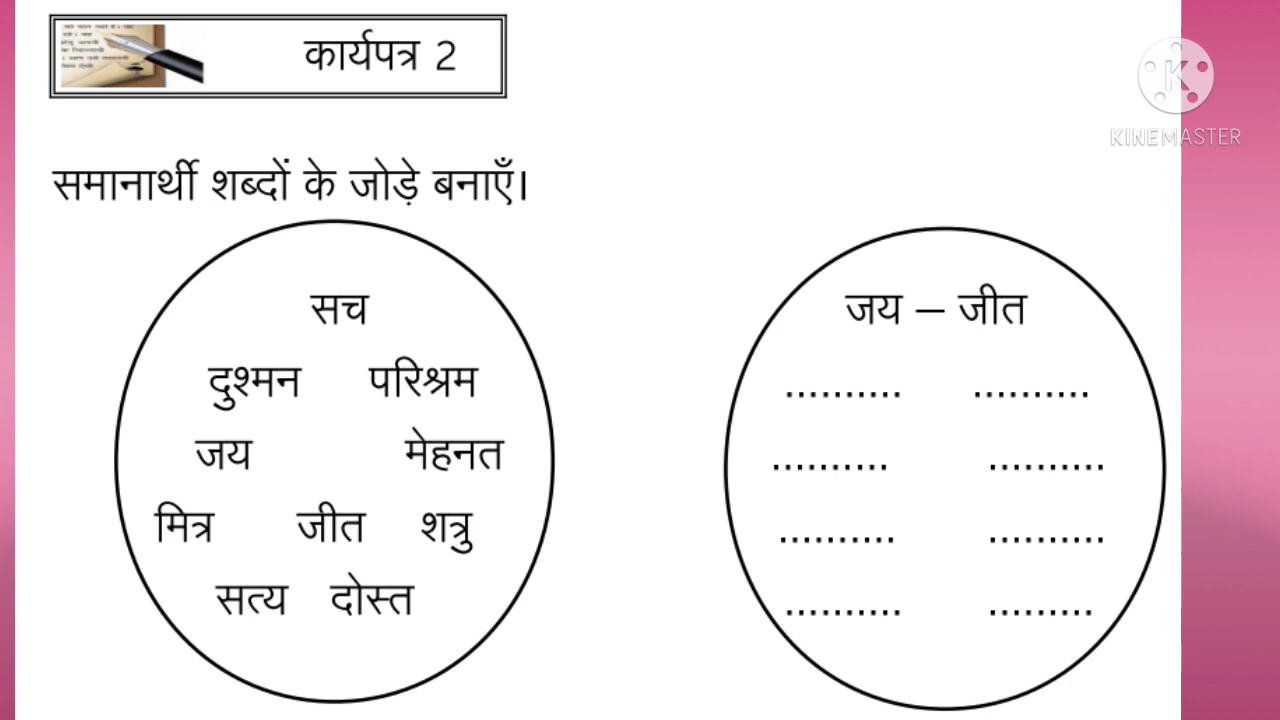 कार्यपत्र 2
K
KINEMASTER
समानार्थी शब्दों के जोड़े बनाएँ।
सच
दुश्मन परिश्रम
जय मेहनत
मित्र जीत शत्रु
सत्य दोस्त
जय – जीत
.......... ..........
.......... ..........
.......... ..........
.......... .........